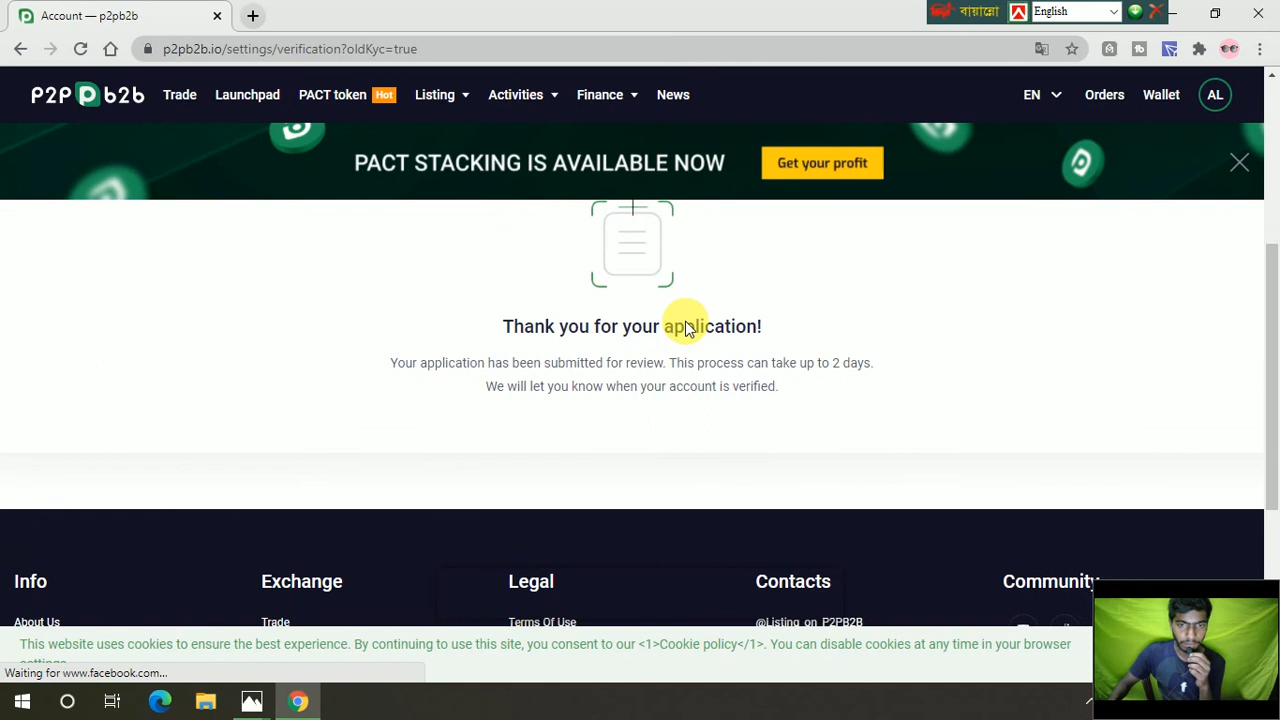 Account — p2pb2b
বায়ান্নো
English
p2pb2b.io/settings/verification?oldKyc=true
P2P b2b
Trade
Launchpad
PACT token Hot
Listing
Activities
Finance
News
EN
Orders
Wallet
AL
PACT STACKING IS AVAILABLE NOW
Get your profit
Thank you for your application!
Your application has been submitted for review. This process can take up to 2 days.
We will let you know when your account is verified.
Info
Exchange
Legal
Contacts
Community
About Us
Trade
Terms Of Use
@Listing_on_P2PB2B
This website uses cookies to ensure the best experience. By continuing to use this site, you consent to our <1>Cookie policy</1>. You can disable cookies at any time in your browser
settings.
Waiting for www.facebook.com...